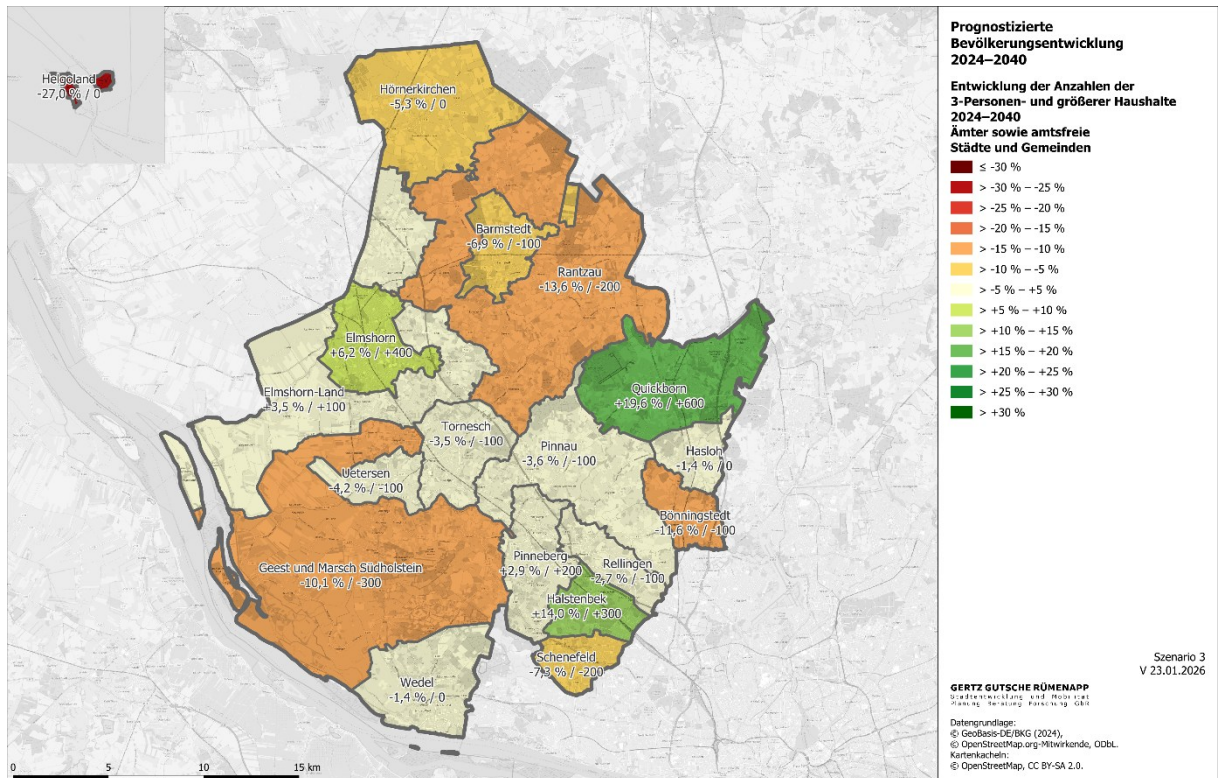 Helgoland
-27,0 % / 0
Hörnerkirchen
-5,3 % / 0
Barmstedt
-6,9 % / -100
Rantzau
-13,6 % / -200
Elmshorn
+6,2 % / +400
Quickborn
+19,6 % / +600
Elmshorn-Land
+3,5 % / +100
Tornesch
-3,5 % / -100
Pinnau
-3,6 % / -100
Hasloh
-1,4 % / 0
Uetersen
-4,2 % / -100
Bönningstedt
-11,6 % / -100
Geest und Marsch Südholstein
-10,1 % / -300
Pinneberg
+2,9 % / +200
Rellingen
-2,7 % / -100
Halstenbek
+14,0 % / +300
Schenefeld
-7,3 % / -200
Wedel
-1,4 % / 0
0 5 10 15 km
Prognostizierte
Bevölkerungsentwicklung
2024–2040
Entwicklung der Anzahlen der
3-Personen- und größerer Haushalte
2024–2040
Ämter sowie amtsfreie
Städte und Gemeinden
≤ -30 %
> -30 % – -25 %
> -25 % – -20 %
> -20 % – -15 %
> -15 % – -10 %
> -10 % – -5 %
> -5 % – +5 %
> +5 % – +10 %
> +10 % – +15 %
> +15 % – +20 %
> +20 % – +25 %
> +25 % – +30 %
> +30 %
Szenario 3
V 23.01.2026
GERTZ GUTSCHE RÜMENAPP
Stadtentwicklung und Mobilität
Planung Beratung Forschung GbR
Datengrundlage:
© GeoBasis-DE/BKG (2024),
© OpenStreetMap.org-Mitwirkende, ODbL.
Kartenkacheln:
© OpenStreetMap, CC BY-SA 2.0.